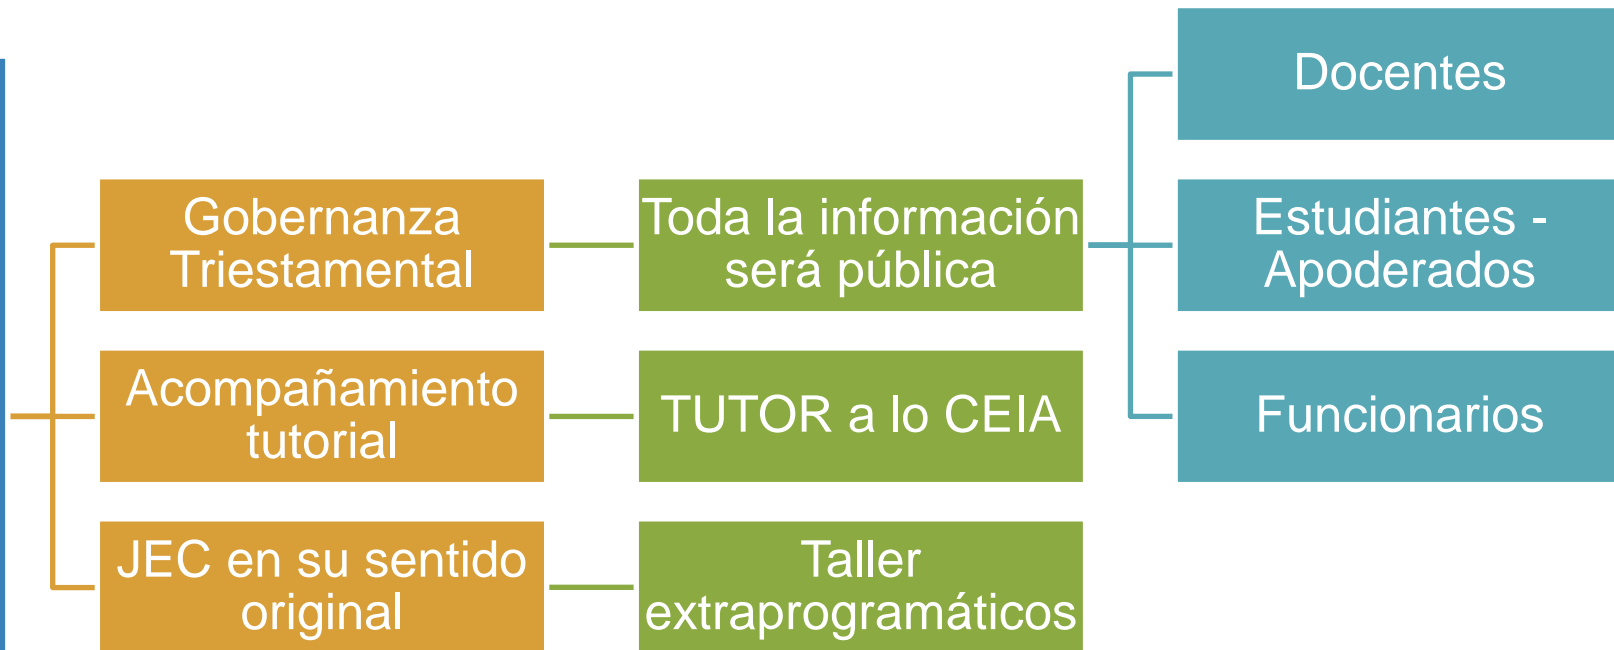 Gobernanza
Triestamental
Toda la información
será pública
Docentes
Estudiantes -
Apoderados
Funcionarios
Acompañamiento
tutorial
TUTOR a lo CEIA
JEC en su sentido
original
Taller
extraprogramáticos